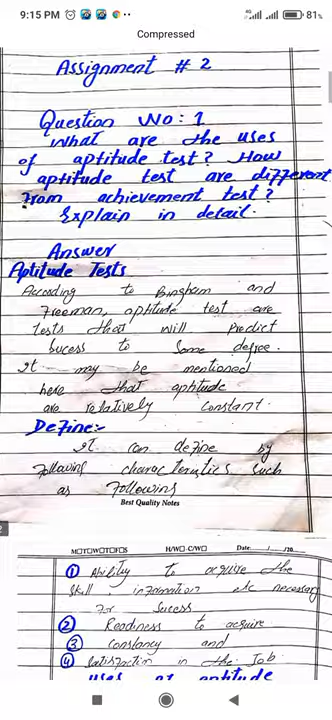 9:15 PM
4G
81%
Compressed
Assignment # 2
Question No: 1
What are the uses
of aptitude test? How
aptitude test are different
from achievement test?
Explain in detail.
Answer
Aptitude Tests
According to Bingham and
Freeman, aptitude test are
tests that will predict
sucess to some degree.
It may be mentioned
here that aptitude
are relatively constant.
Define:-
It can define by
following characteristics such
as following
Best Quality Notes
M□T□W□T□F□S H/W□ C/W□ Date:___/___/20___
① Ability to acquire the
skill, information etc necessary
for sucess
② Readiness to acquire
③ constancy and
④ satisfaction in the Job
uses of aptitude